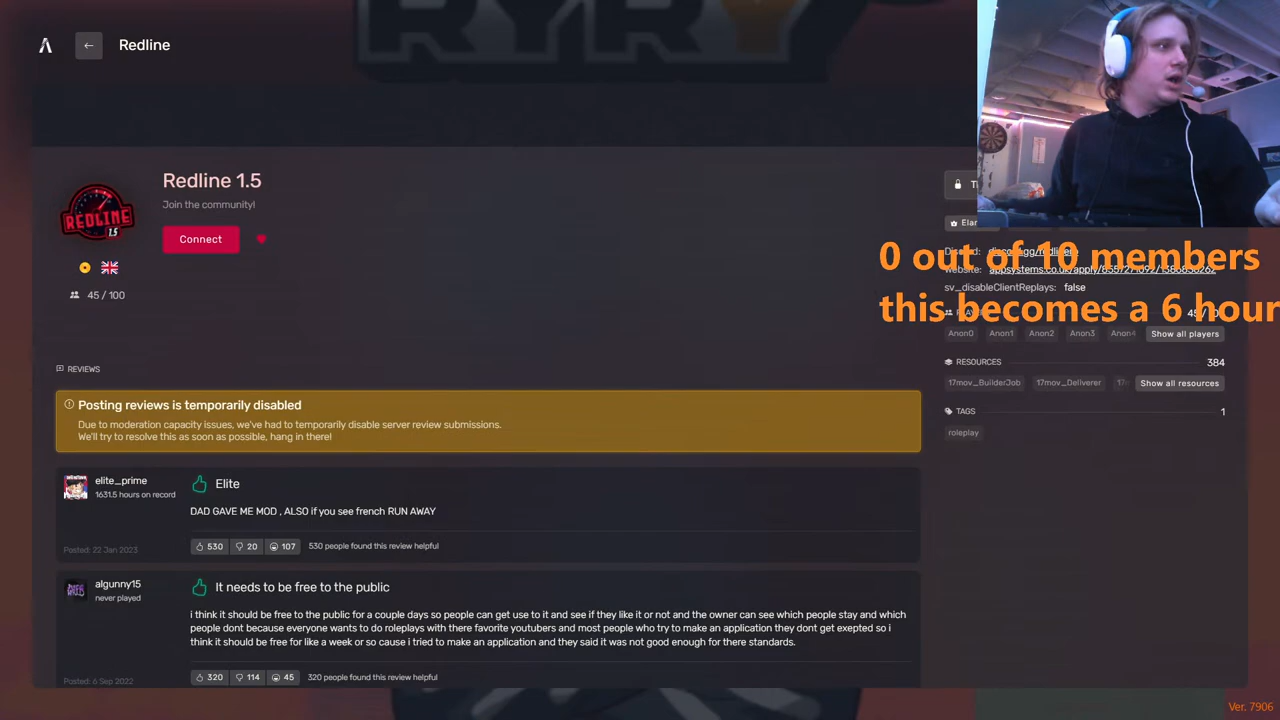 RYRY
Redline
REDLINE
1.5
Redline 1.5
Join the community!
Connect
45 / 100
0 out of 10 members
this becomes a 6 hour
sv_disableClientReplays: false
Anon0 Anon1 Anon2 Anon3 Anon4 Show all players
RESOURCES 384
17mov_BuilderJob 17mov_Deliverer Show all resources
TAGS 1
roleplay
REVIEWS
Posting reviews is temporarily disabled
Due to moderation capacity issues, we've had to temporarily disable server review submissions.
We'll try to resolve this as soon as possible, hang in there!
elite_prime
1631.5 hours on record
Posted: 22 Jan 2023
Elite
DAD GAVE ME MOD , ALSO if you see french RUN AWAY
530 20 107 530 people found this review helpful
algunny15
never played
Posted: 6 Sep 2022
It needs to be free to the public
i think it should be free to the public for a couple days so people can get use to it and see if they like it or not and the owner can see which people stay and which
people dont because everyone wants to do roleplays with there favorite youtubers and most people who try to make an application they dont get exepted so i
think it should be free for like a week or so cause i tried to make an application and they said it was not good enough for there standards.
320 114 45 320 people found this review helpful
Ver. 7906